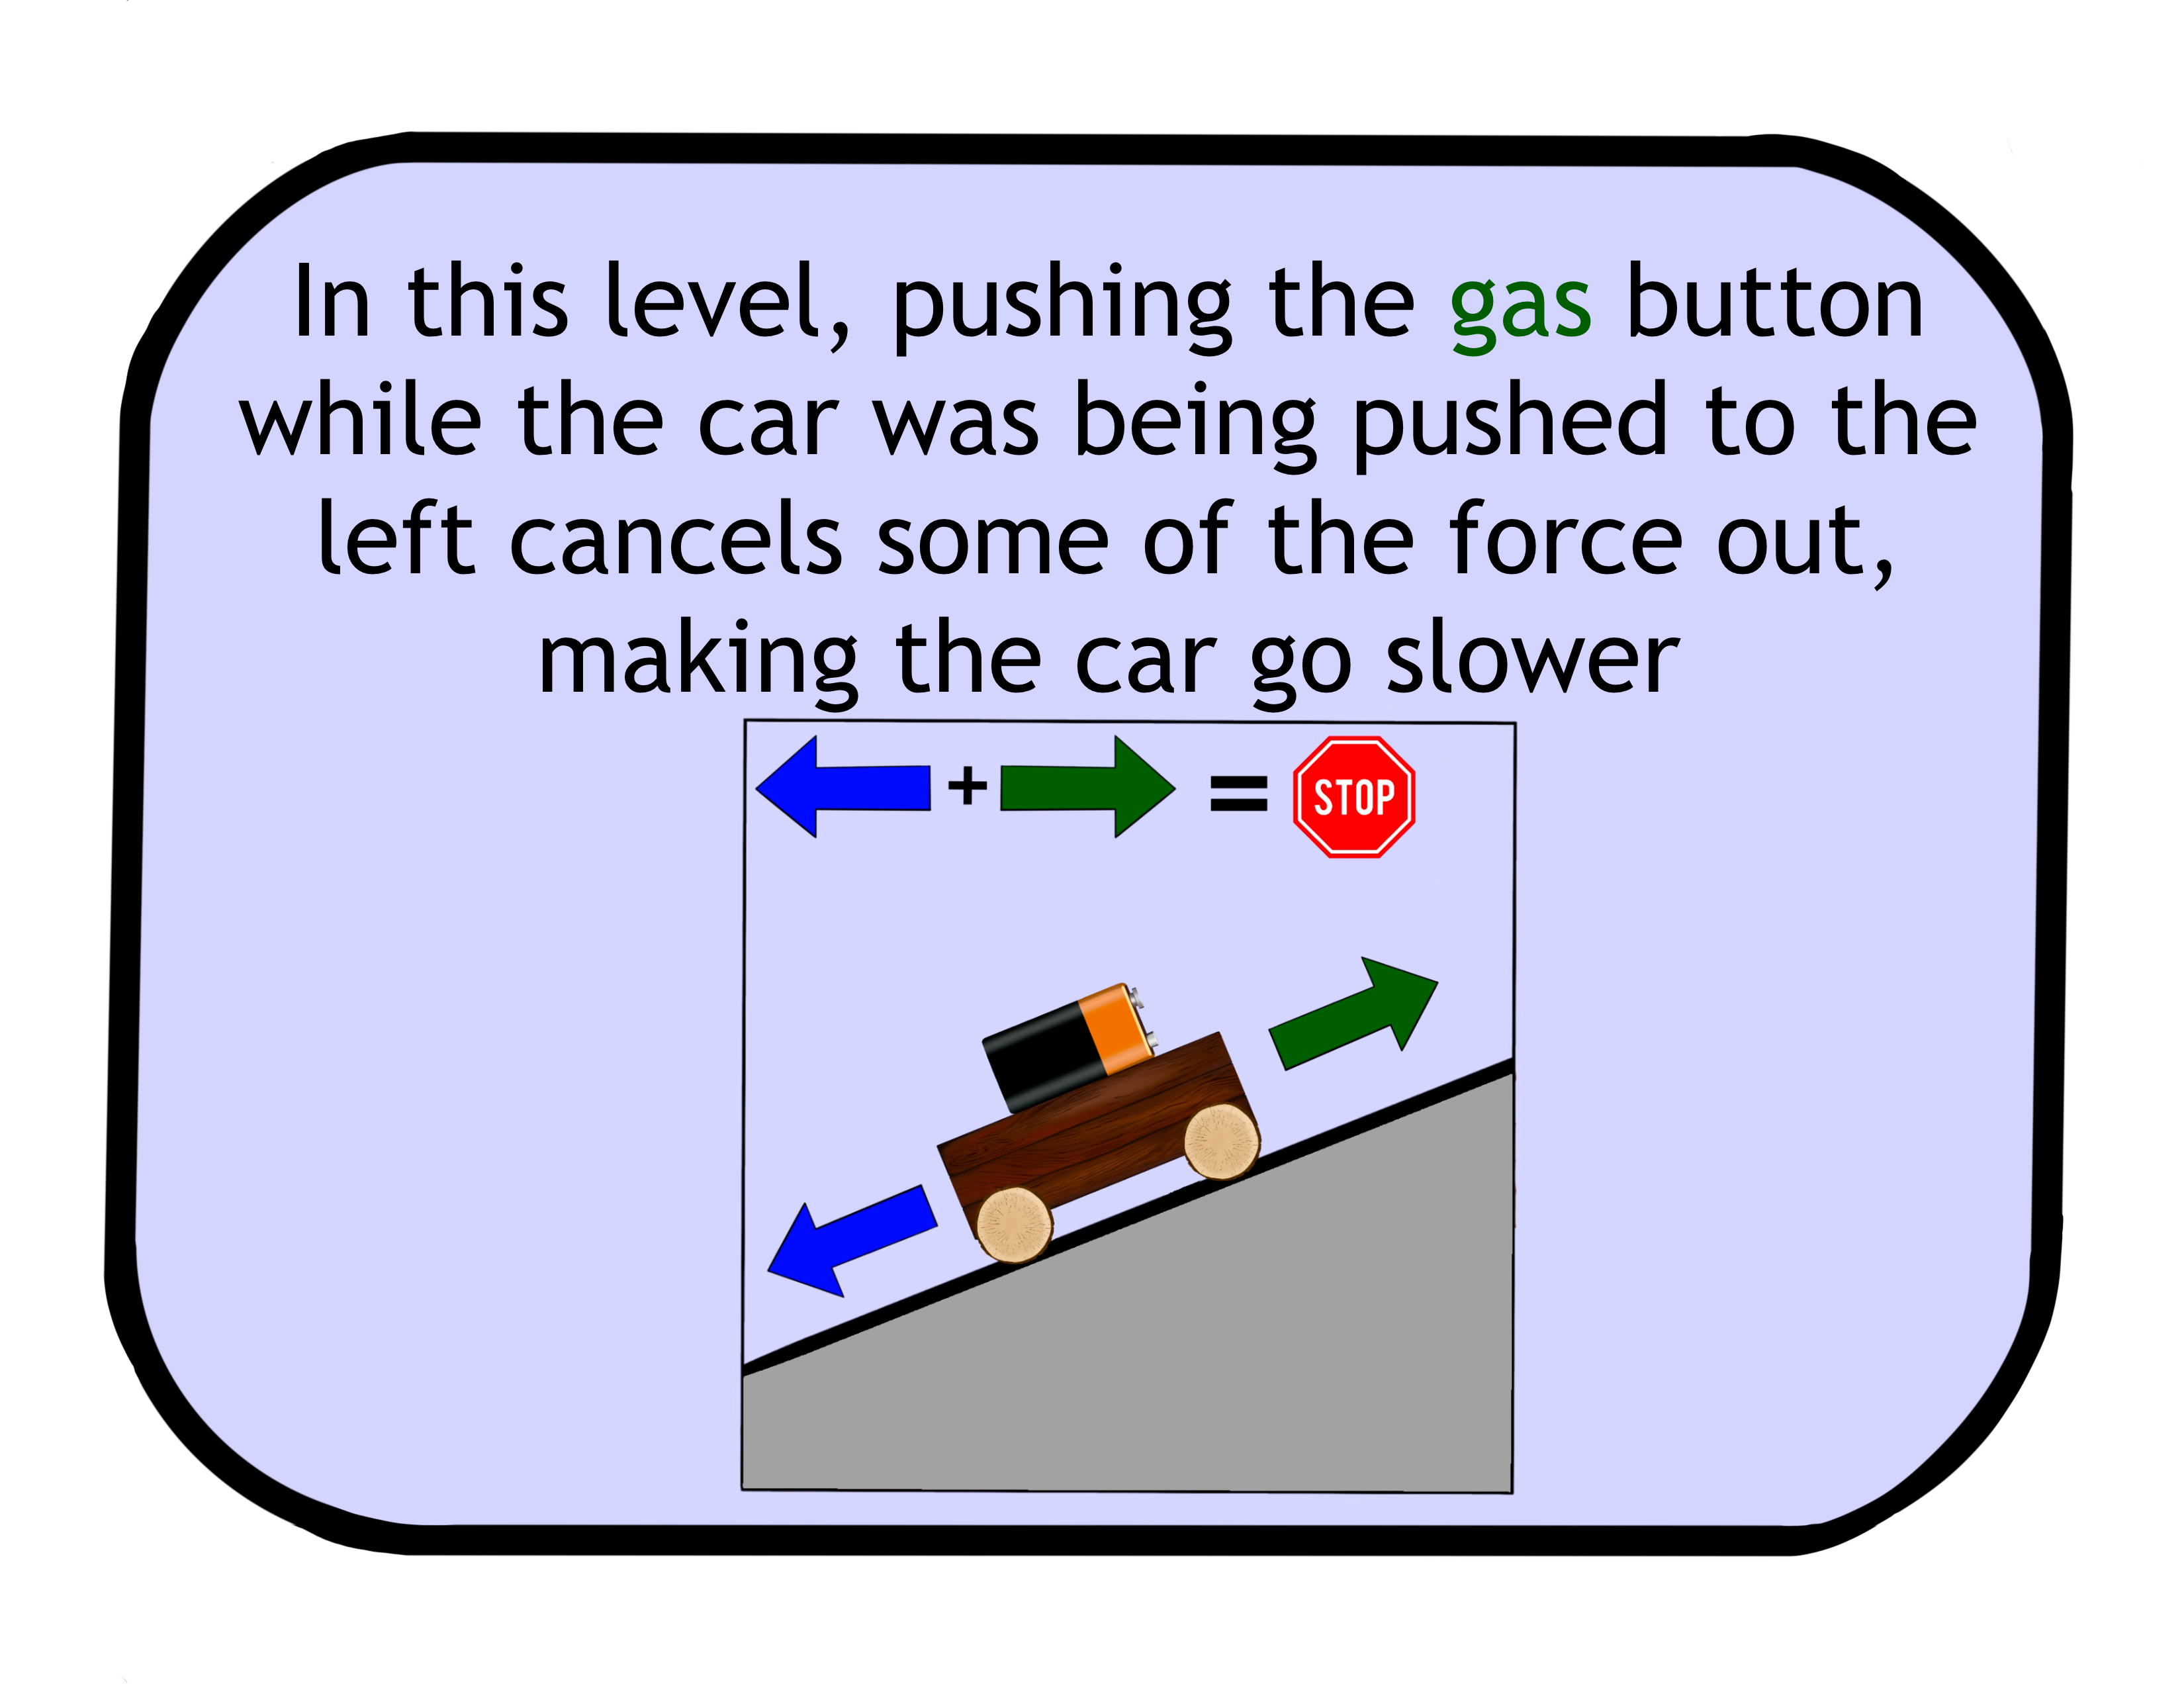 In this level, pushing the gas button
while the car was being pushed to the
left cancels some of the force out,
making the car go slower
+ = STOP